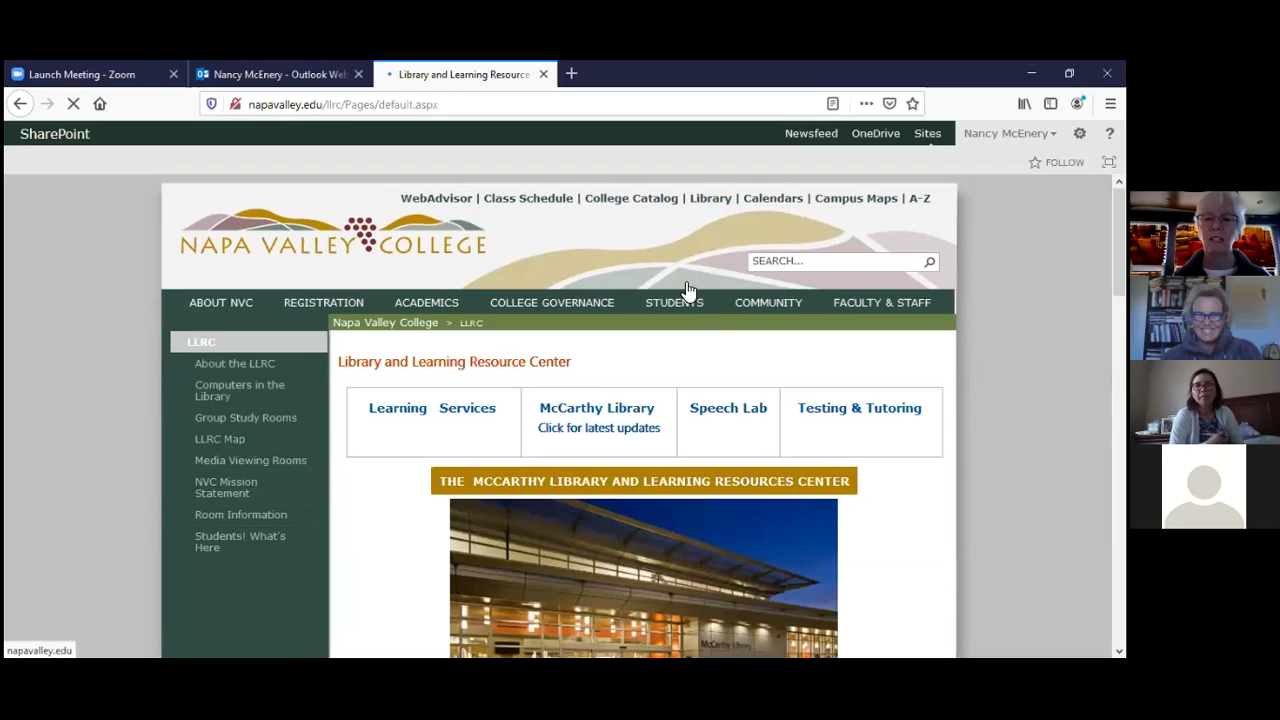 Launch Meeting - Zoom
Nancy McEnery - Outlook Web
Library and Learning Resource
napavalley.edu/llrc/Pages/default.aspx
SharePoint
Newsfeed OneDrive Sites Nancy McEnery ?
FOLLOW
WebAdvisor | Class Schedule | College Catalog | Library | Calendars | Campus Maps | A-Z
NAPA VALLEY COLLEGE
SEARCH...
ABOUT NVC REGISTRATION ACADEMICS COLLEGE GOVERNANCE STUDENTS COMMUNITY FACULTY & STAFF
Napa Valley College > LLRC
LLRC
About the LLRC
Computers in the
Library
Group Study Rooms
LLRC Map
Media Viewing Rooms
NVC Mission
Statement
Room Information
Students! What's
Here
Library and Learning Resource Center
Learning Services McCarthy Library Speech Lab Testing & Tutoring
Click for latest updates
THE MCCARTHY LIBRARY AND LEARNING RESOURCES CENTER
McCarthy Library
napavalley.edu